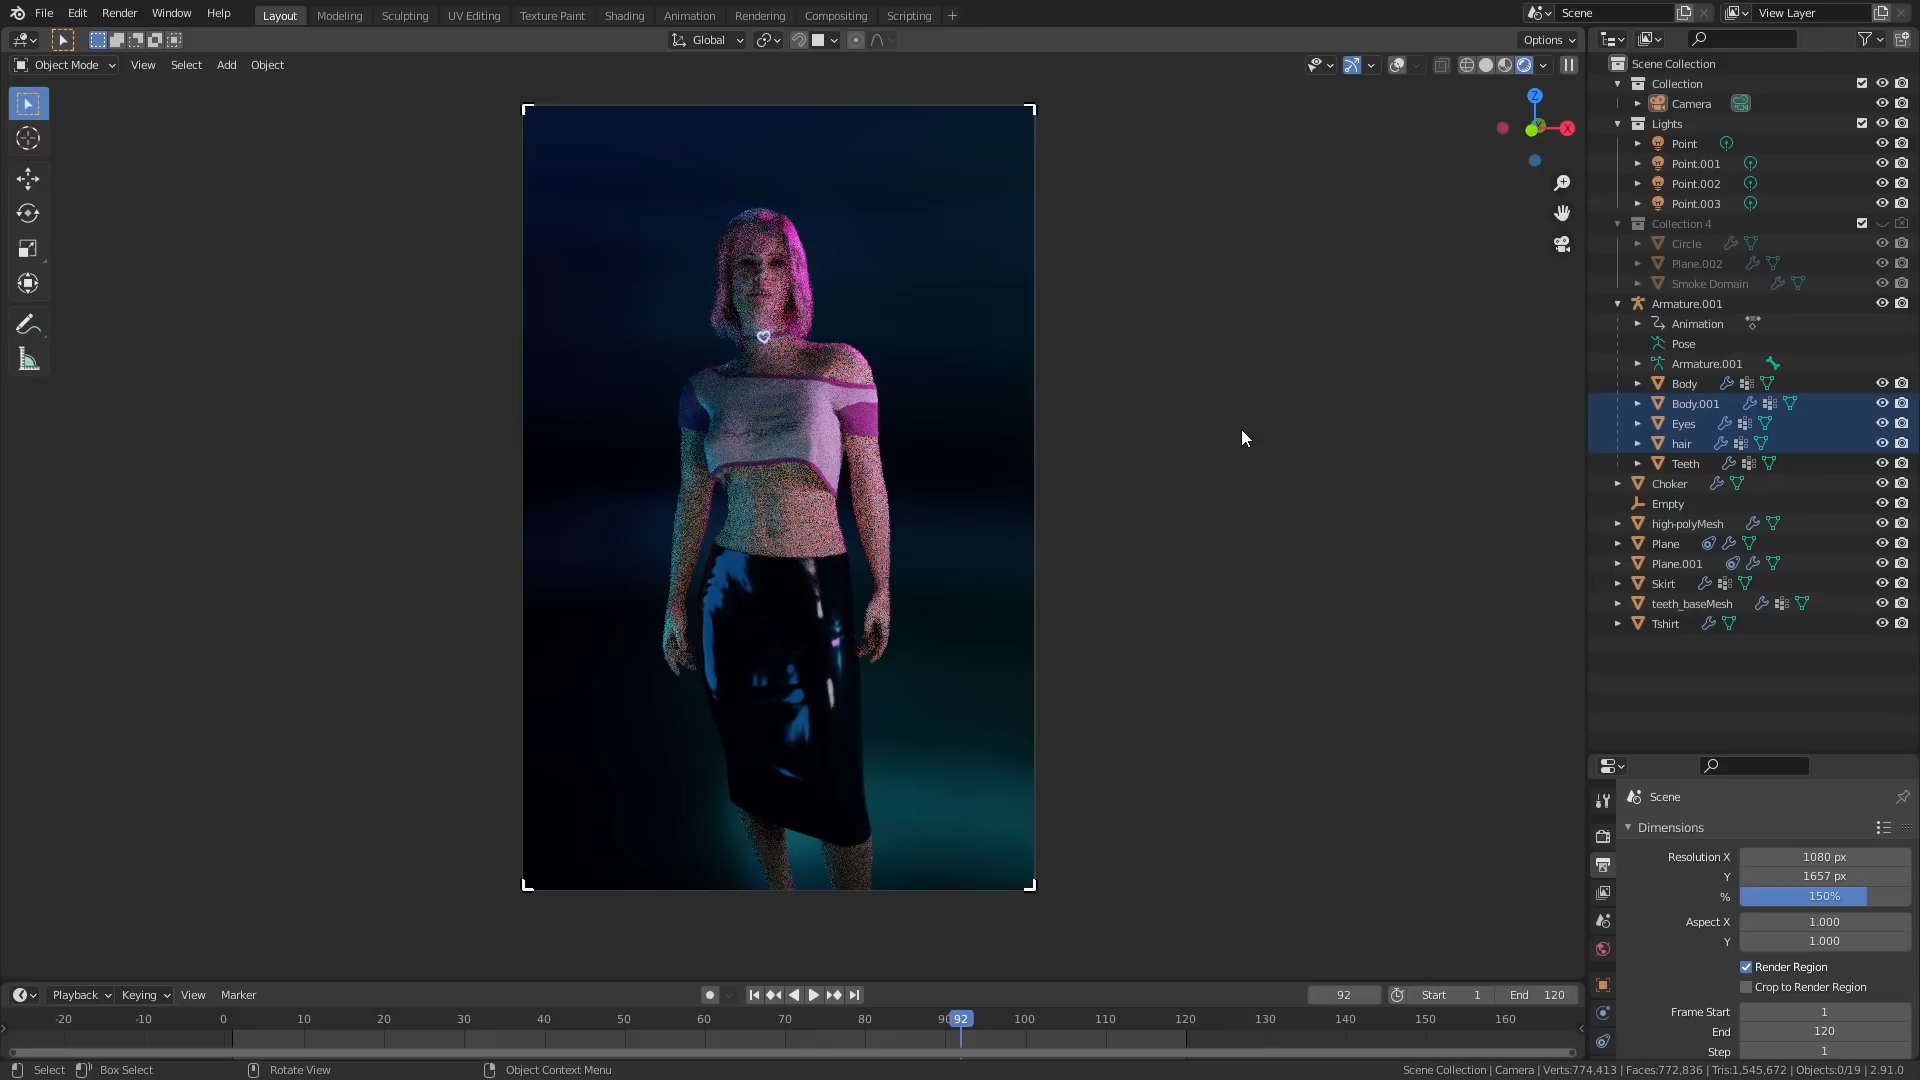 File Edit Render Window Help Layout Modeling Sculpting UV Editing Texture Paint Shading Animation Rendering Compositing Scripting + Scene View Layer
Global Options
Object Mode View Select Add Object
Z
X
Scene Collection
Collection
Camera
Lights
Point
Point.001
Point.002
Point.003
Collection 4
Circle
Plane.002
Smoke Domain
Armature.001
Animation
Pose
Armature.001
Body
Body.001
Eyes
hair
Teeth
Choker
Empty
high-polyMesh
Plane
Plane.001
Skirt
teeth_baseMesh
Tshirt
Scene
Dimensions
Resolution X 1080 px
Y 1657 px
% 150%
Aspect X 1.000
Y 1.000
Render Region
Crop to Render Region
Frame Start 1
End 120
Step 1
Playback Keying View Marker 92 Start 1 End 120
-20 -10 0 10 20 30 40 50 60 70 80 92 100 110 120 130 140 150 160
Select Box Select Rotate View Object Context Menu Scene Collection | Camera | Verts:774,413 | Faces:772,836 | Tris:1,545,672 | Objects:0/19 | 2.91.0